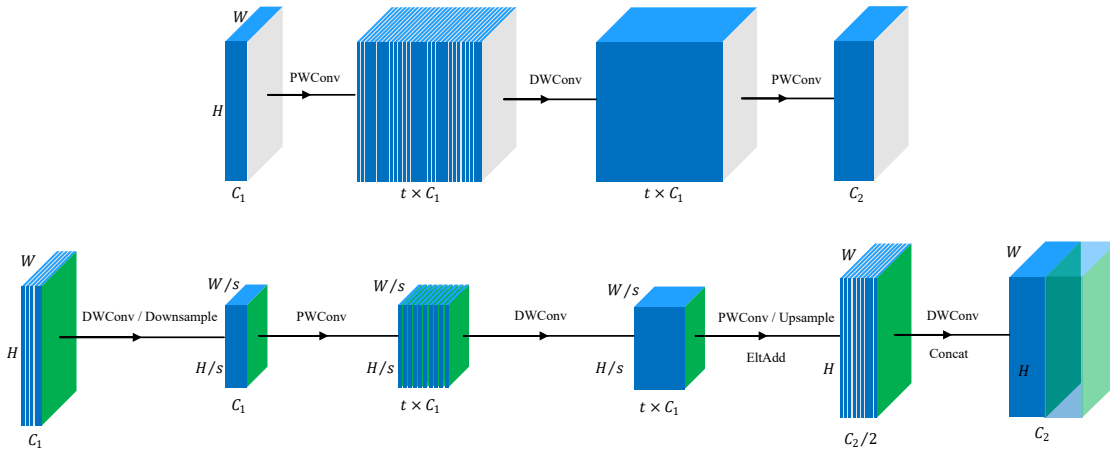 W
PWConv
DWConv
PWConv
H
C₁
t × C₁
t × C₁
C₂
W
W/s
W/s
W/s
W
W
DWConv / Downsample
PWConv
DWConv
PWConv / Upsample
DWConv
H
H/s
H/s
H/s
EltAdd
H
Concat
H
C₁
C₁
t × C₁
t × C₁
C₂/2
C₂